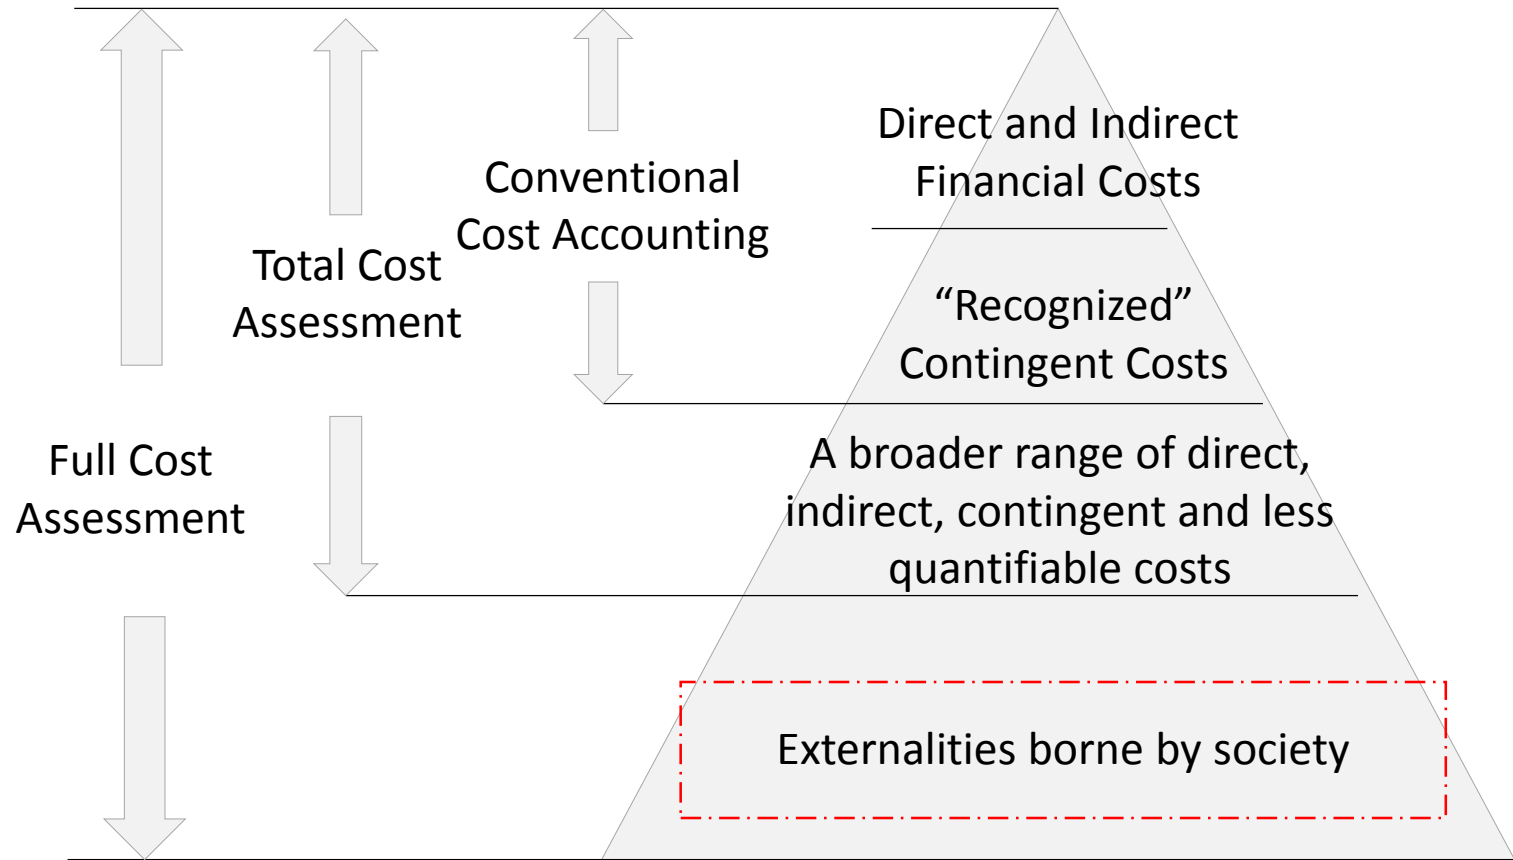 Conventional
Cost Accounting
Total Cost
Assessment
Full Cost
Assessment
Direct and Indirect
Financial Costs
“Recognized”
Contingent Costs
A broader range of direct,
indirect, contingent and less
quantifiable costs
Externalities borne by society